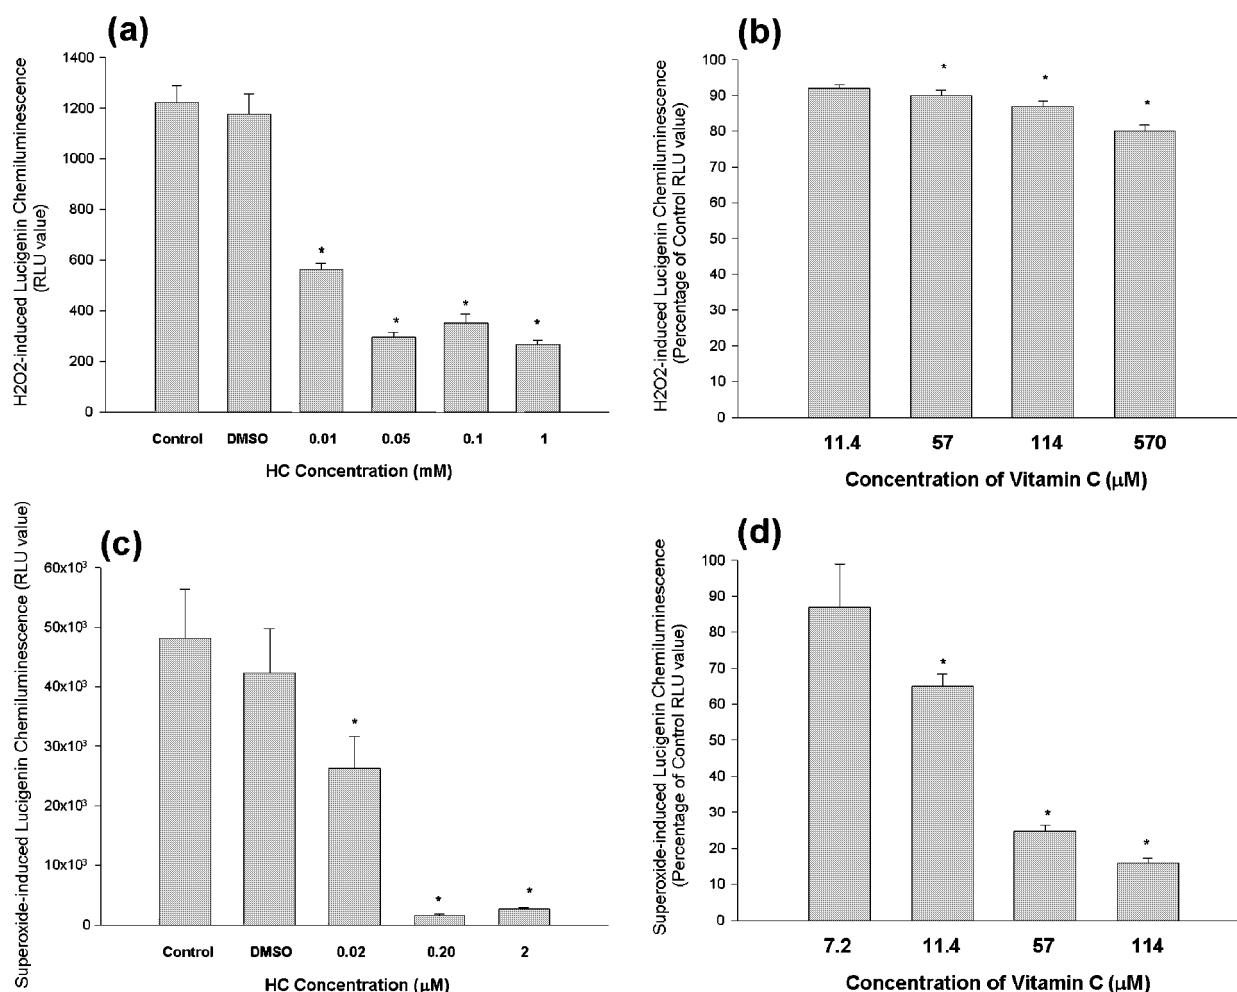 (a)
H2O2-induced Lucigenin Chemiluminescence
(RLU value)
1400
1200
1000
800
600
400
200
0
*
*
*
*
Control DMSO 0.01 0.05 0.1 1
HC Concentration (mM)
(b)
H2O2-induced Lucigenin Chemiluminescence
(Percentage of Control RLU value)
100
90
80
70
60
50
40
30
20
10
0
*
*
*
11.4 57 114 570
Concentration of Vitamin C (μM)
(c)
Superoxide-induced Lucigenin Chemiluminescence (RLU value)
60x10³
50x10³
40x10³
30x10³
20x10³
10x10³
0
*
*
*
Control DMSO 0.02 0.20 2
HC Concentration (μM)
(d)
Superoxide-induced Lucigenin Chemiluminescence
(Percentage of Control RLU value)
100
90
80
70
60
50
40
30
20
10
0
*
*
*
7.2 11.4 57 114
Concentration of Vitamin C (μM)